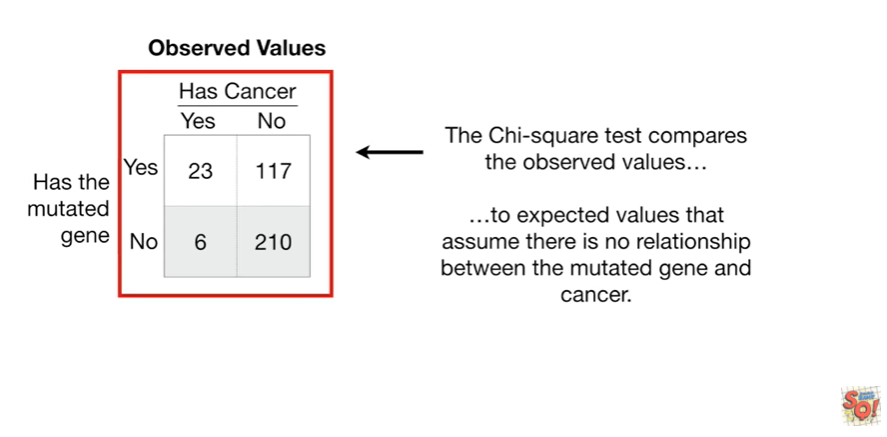 Observed Values
Has Cancer
Yes No
Has the
mutated
gene
Yes 23 117
No 6 210
The Chi-square test compares
the observed values…
…to expected values that
assume there is no relationship
between the mutated gene and
cancer.
SQ!